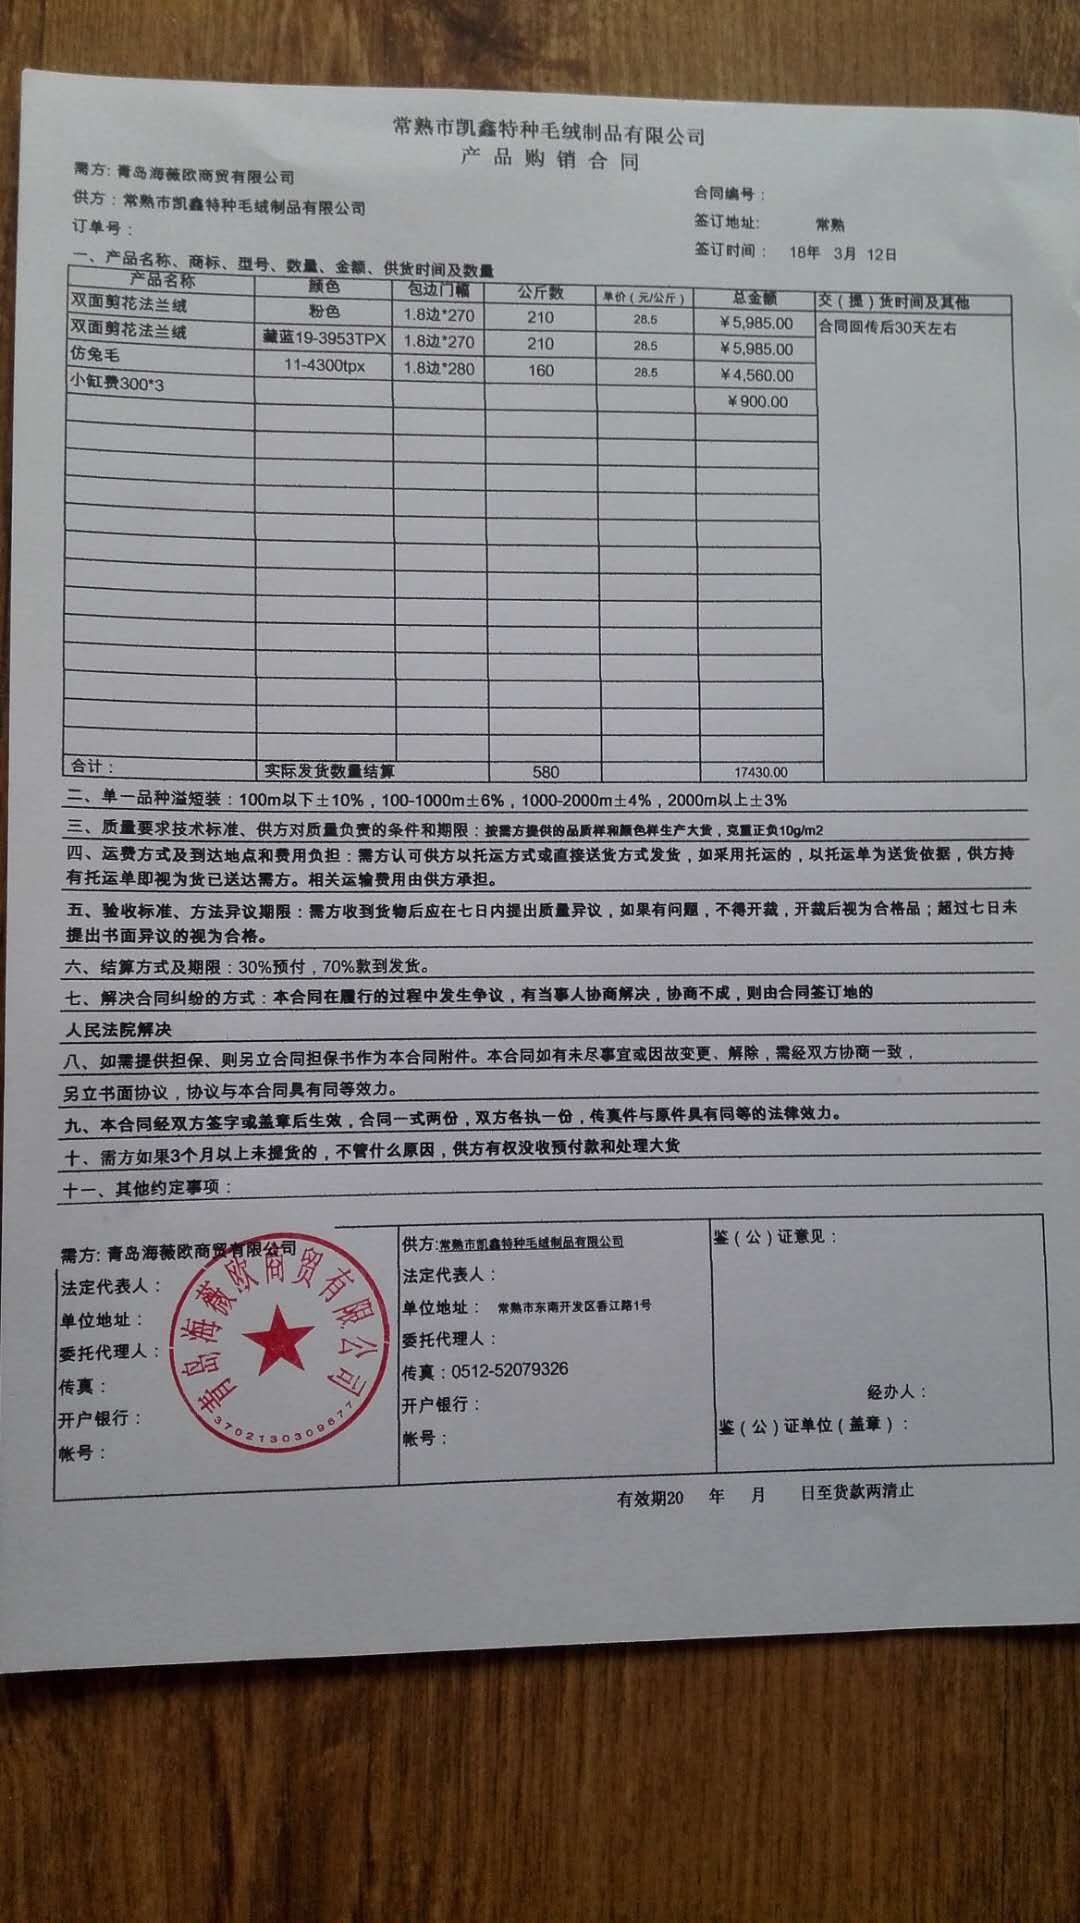 常熟市凯鑫特种毛绒制品有限公司
产品购销合同
需方:青岛海薇欧商贸有限公司
供方：常熟市凯鑫特种毛绒制品有限公司
订单号：
合同编号：
签订地址: 常熟
签订时间： 18年 3月 12日
一、产品名称、商标、型号、数量、金额、供货时间及数量
产品名称 颜色 包边门幅 公斤数 单价（元/公斤） 总金额 交（提）货时间及其他
双面剪花法兰绒 粉色 1.8边*270 210 28.5 ￥5,985.00 合同回传后30天左右
双面剪花法兰绒 藏蓝19-3953TPX 1.8边*270 210 28.5 ￥5,985.00
仿兔毛 11-4300tpx 1.8边*280 160 28.5 ￥4,560.00
小缸费300*3 ￥900.00
合计： 实际发货数量结算 580 17430.00
二、单一品种溢短装：100m以下±10%，100-1000m±6%，1000-2000m±4%，2000m以上±3%
三、质量要求技术标准、供方对质量负责的条件和期限：按需方提供的品质样和颜色样生产大货，克重正负10g/m2
四、运费方式及到达地点和费用负担：需方认可供方以托运方式或直接送货方式发货，如采用托运的，以托运单为送货依据，供方持
有托运单即视为货已送达需方。相关运输费用由供方承担。
五、验收标准、方法异议期限：需方收到货物后应在七日内提出质量异议，如果有问题，不得开裁，开裁后视为合格品；超过七日未
提出书面异议的视为合格。
六、结算方式及期限：30%预付，70%款到发货。
七、解决合同纠纷的方式：本合同在履行的过程中发生争议，有当事人协商解决，协商不成，则由合同签订地的
人民法院解决
八、如需提供担保、则另立合同担保书作为本合同附件。本合同如有未尽事宜或因故变更、解除，需经双方协商一致，
另立书面协议，协议与本合同具有同等效力。
九、本合同经双方签字或盖章后生效，合同一式两份，双方各执一份，传真件与原件具有同等的法律效力。
十、需方如果3个月以上未提货的，不管什么原因，供方有权没收预付款和处理大货
十一、其他约定事项：
需方:青岛海薇欧商贸有限公司
法定代表人：
单位地址：
委托代理人：
传真：
开户银行：
帐号：
青岛海薇欧商贸有限公司
3702130309677
供方:常熟市凯鑫特种毛绒制品有限公司
法定代表人：
单位地址： 常熟市东南开发区香江路1号
委托代理人：
传真：0512-52079326
开户银行：
帐号：
鉴（公）证意见：
经办人：
鉴（公）证单位（盖章）：
有效期20 年 月 日至货款两清止